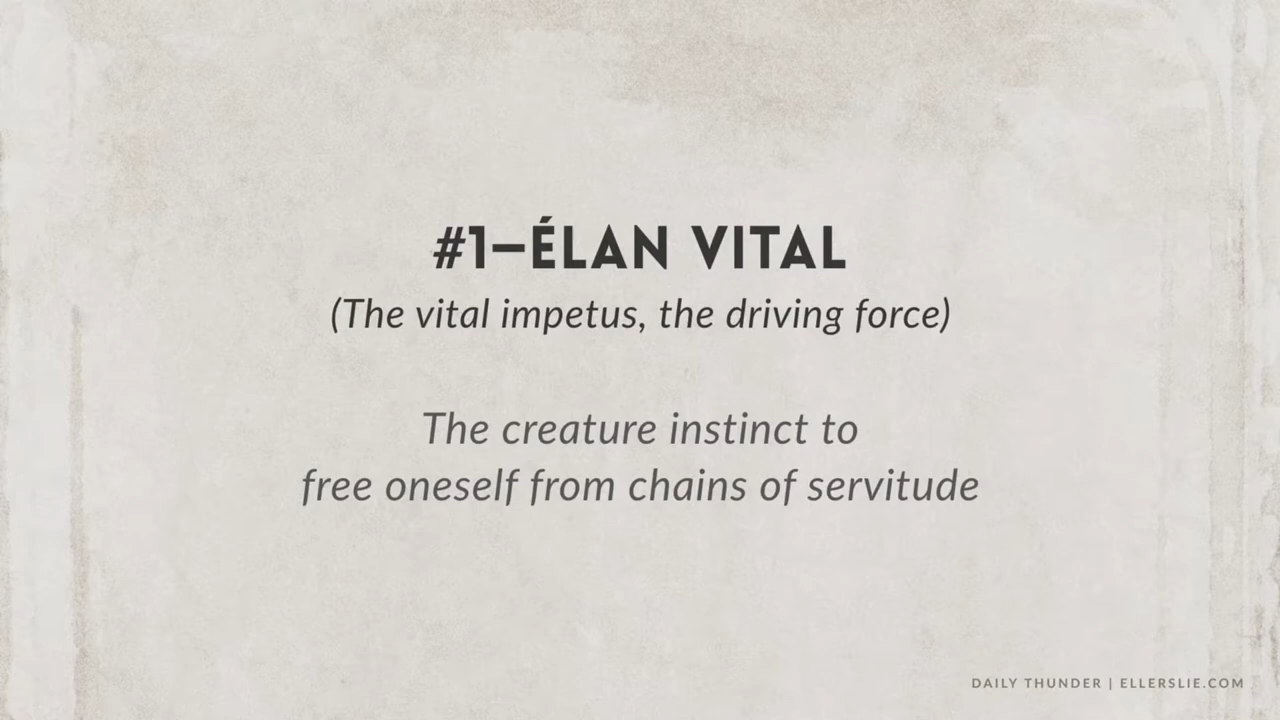 #1—ÉLAN VITAL
(The vital impetus, the driving force)
The creature instinct to
free oneself from chains of servitude
DAILY THUNDER | ELLERSLIE.COM